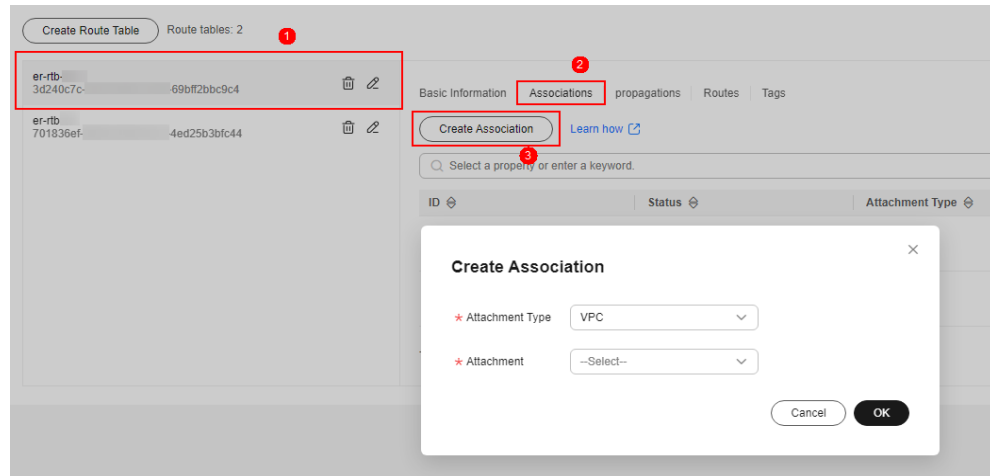 Create Route Table Route tables: 2
1
er-rtb-
3d240c7c- -69bff2bbc9c4
er-rtb
701836ef- -4ed25b3bfc44
2
Basic Information Associations propagations Routes Tags
Create Association Learn how
3
Select a property or enter a keyword.
ID Status Attachment Type
Create Association
* Attachment Type VPC
* Attachment --Select--
Cancel OK